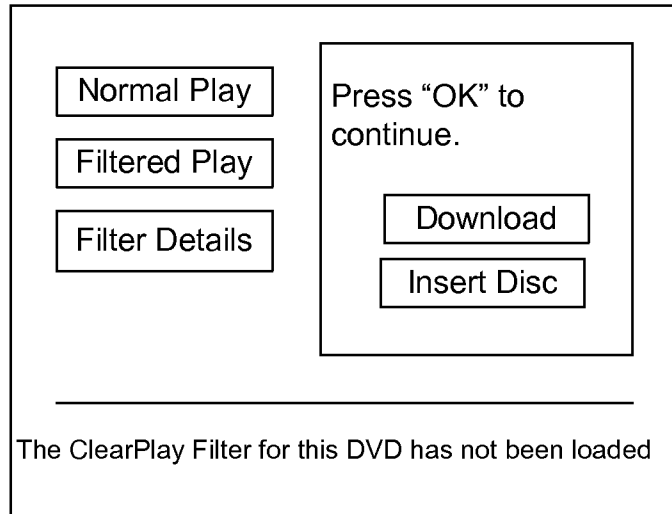 Normal Play
Filtered Play
Filter Details
Press “OK” to
continue.
Download
Insert Disc
The ClearPlay Filter for this DVD has not been loaded